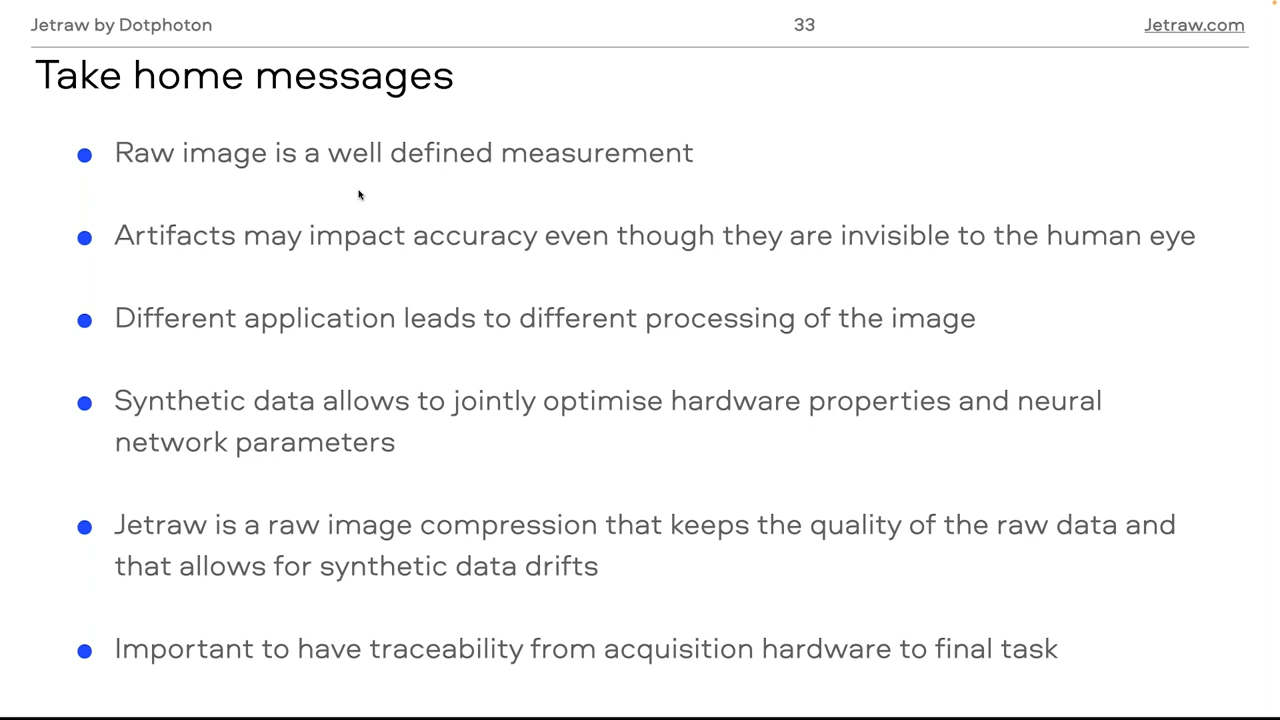 Jetraw by Dotphoton 33 Jetraw.com
Take home messages
Raw image is a well defined measurement
Artifacts may impact accuracy even though they are invisible to the human eye
Different application leads to different processing of the image
Synthetic data allows to jointly optimise hardware properties and neural
network parameters
Jetraw is a raw image compression that keeps the quality of the raw data and
that allows for synthetic data drifts
Important to have traceability from acquisition hardware to final task